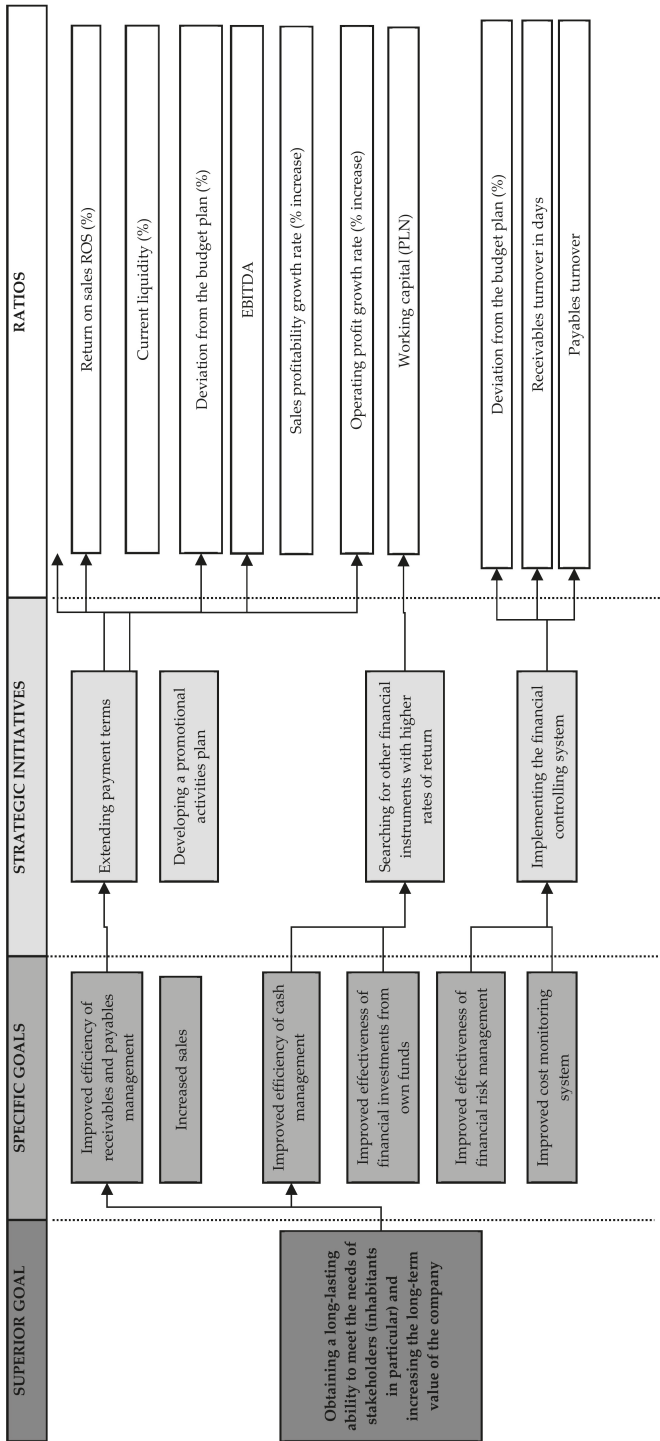 SUPERIOR GOAL
SPECIFIC GOALS
STRATEGIC INITIATIVES
RATIOS
Obtaining a long-lasting
ability to meet the needs of
stakeholders (inhabitants
in particular) and
increasing the long-term
value of the company
Improved efficiency of
receivables and payables
management
Increased sales
Improved efficiency of cash
management
Improved effectiveness of
financial investments from
own funds
Improved effectiveness of
financial risk management
Improved cost monitoring
system
Extending payment terms
Developing a promotional
activities plan
Searching for other financial
instruments with higher
rates of return
Implementing the financial
controlling system
Return on sales ROS (%)
Current liquidity (%)
Deviation from the budget plan (%)
EBITDA
Sales profitability growth rate (% increase)
Operating profit growth rate (% increase)
Working capital (PLN)
Deviation from the budget plan (%)
Receivables turnover in days
Payables turnover